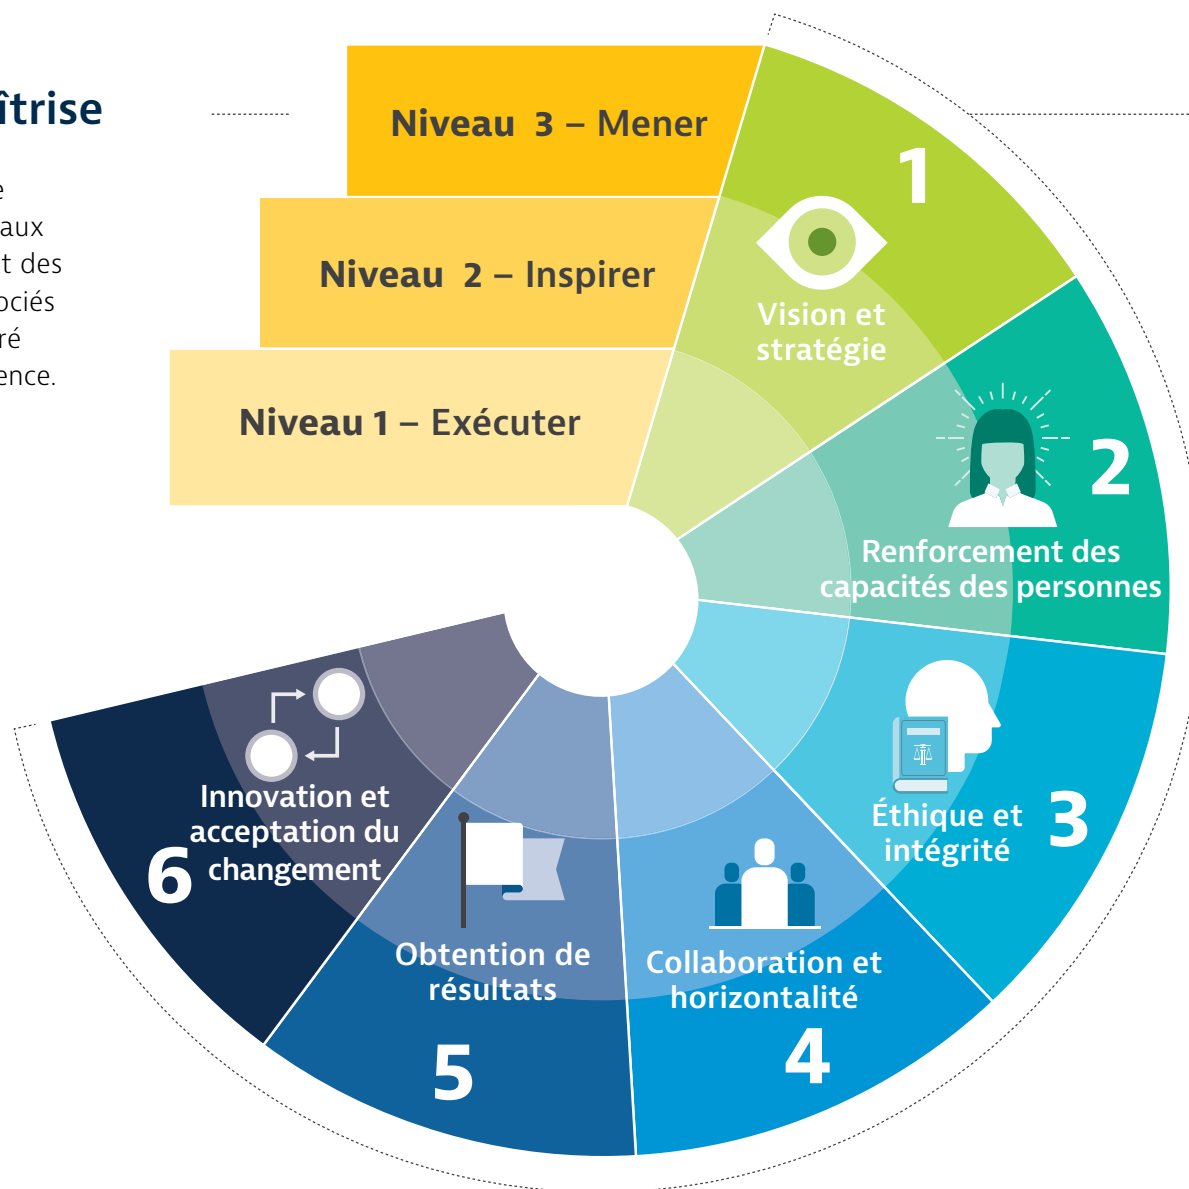 îtrise
e
aux
t des
ociés
ré
ence.
Niveau 3 – Mener
Niveau 2 – Inspirer
Niveau 1 – Exécuter
1
Vision et
stratégie
2
Renforcement des
capacités des personnes
3
Éthique et
intégrité
4
Collaboration et
horizontalité
5
Obtention de
résultats
6
Innovation et
acceptation du
changement